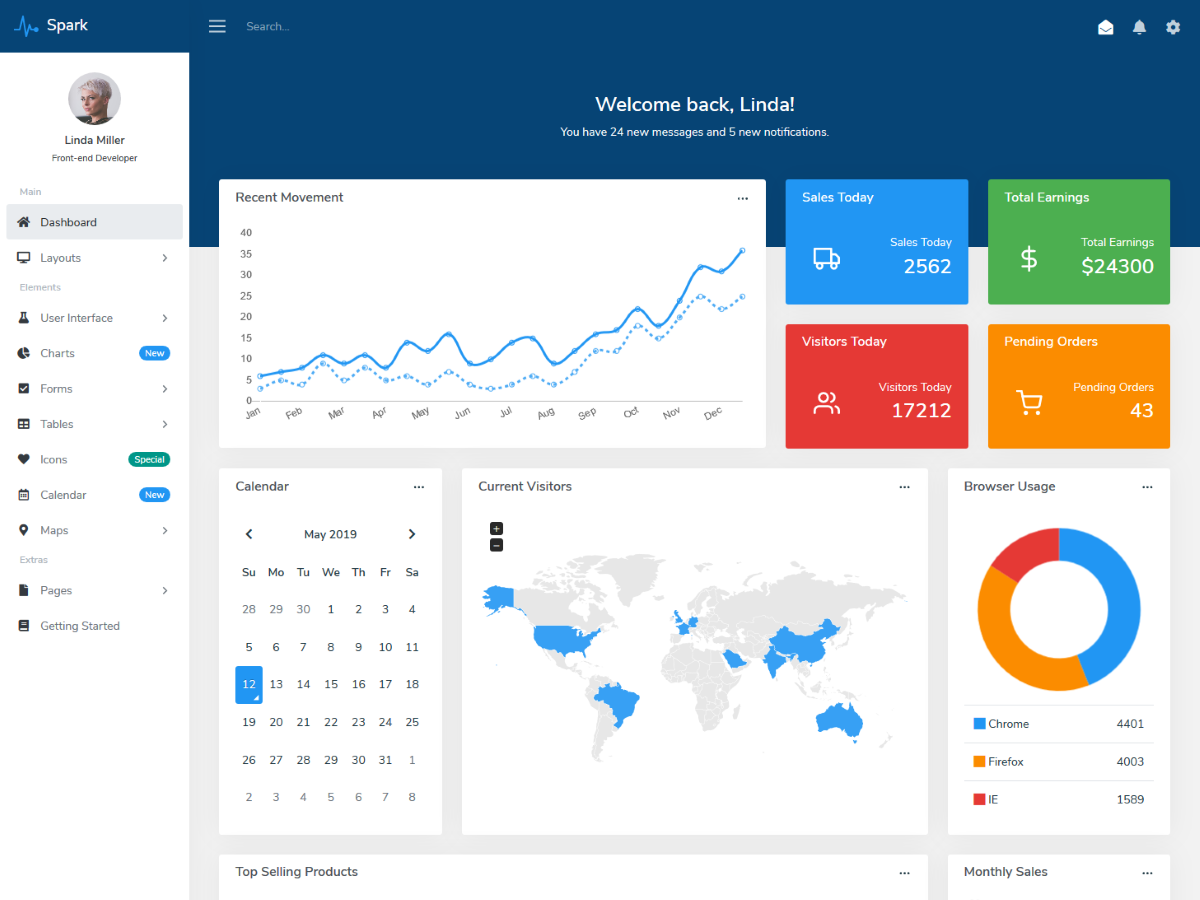 Spark
Search...
Linda Miller
Front-end Developer
Main
Dashboard
Layouts
Elements
User Interface
Charts New
Forms
Tables
Icons Special
Calendar New
Maps
Extras
Pages
Getting Started
Welcome back, Linda!
You have 24 new messages and 5 new notifications.
Recent Movement
40
35
30
25
20
15
10
5
0
Jan Feb Mar Apr May Jun Jul Aug Sep Oct Nov Dec
Sales Today
Sales Today
2562
Total Earnings
Total Earnings
$24300
Visitors Today
Visitors Today
17212
Pending Orders
Pending Orders
43
Calendar
May 2019
Su Mo Tu We Th Fr Sa
28 29 30 1 2 3 4
5 6 7 8 9 10 11
12 13 14 15 16 17 18
19 20 21 22 23 24 25
26 27 28 29 30 31 1
2 3 4 5 6 7 8
Current Visitors
+
−
Browser Usage
Chrome 4401
Firefox 4003
IE 1589
Top Selling Products
Monthly Sales